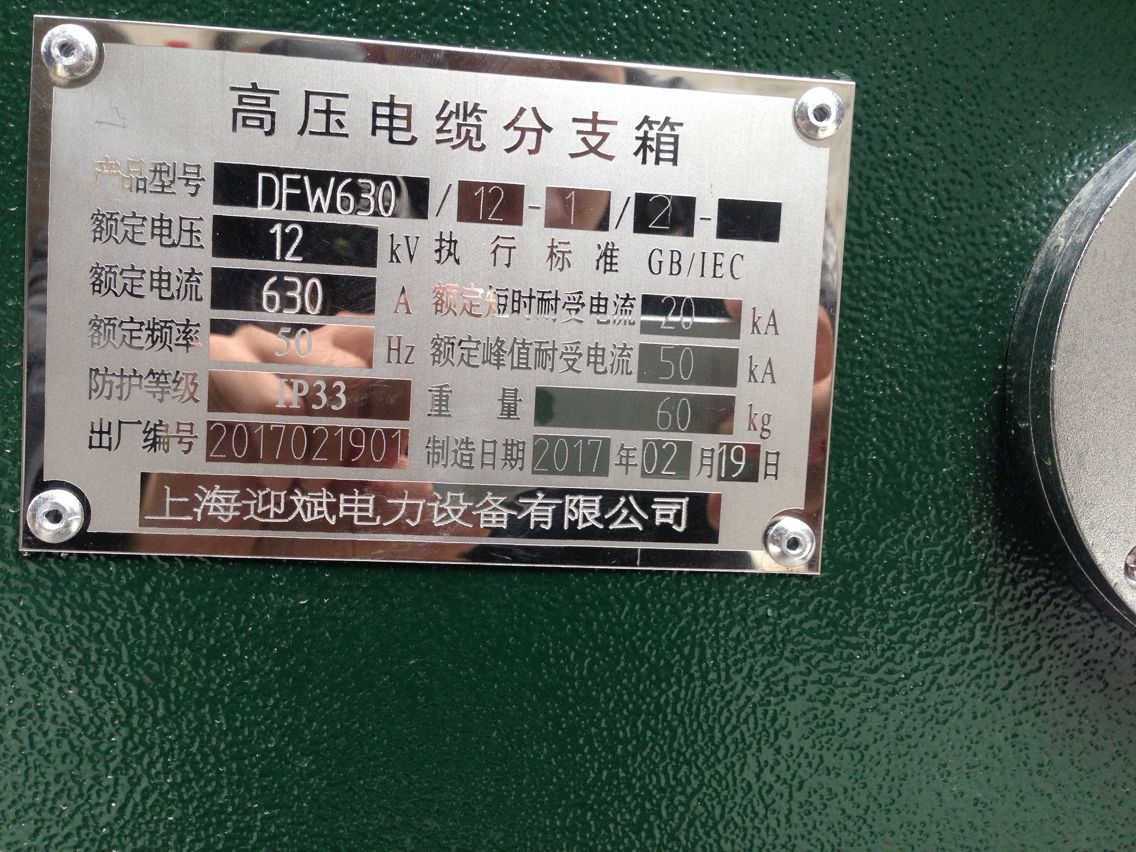 高压电缆分支箱
产品型号 DFW630 / 12 - 1 / 2 -
额定电压 12 kV 执行标准 GB/IEC
额定电流 630 A 额定短时耐受电流 20 kA
额定频率 50 Hz 额定峰值耐受电流 50 kA
防护等级 IP33 重量 60 kg
出厂编号 2017021901 制造日期 2017 年 02 月 19 日
上海迎斌电力设备有限公司